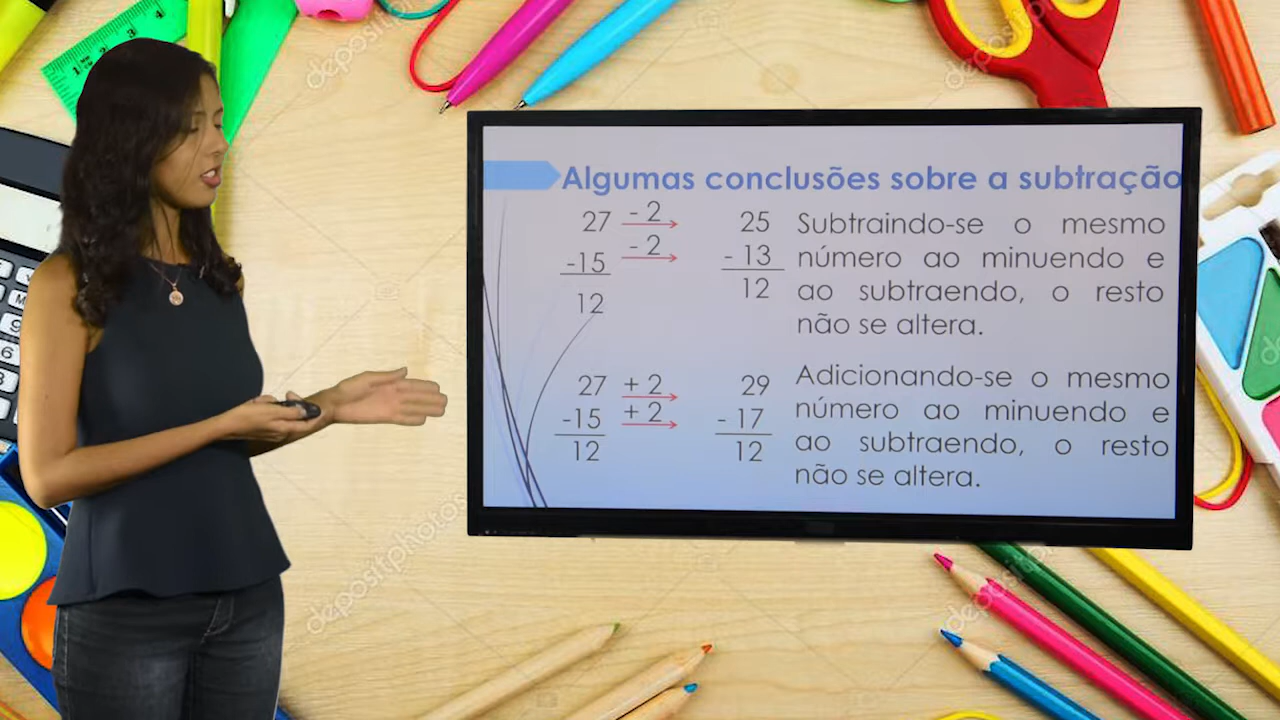 Algumas conclusões sobre a subtração
27 - 2 25
-15 - 2 - 13
12 12
Subtraindo-se o mesmo
número ao minuendo e
ao subtraendo, o resto
não se altera.
27 + 2 29
-15 + 2 - 17
12 12
Adicionando-se o mesmo
número ao minuendo e
ao subtraendo, o resto
não se altera.
depositphotos
depositphotos